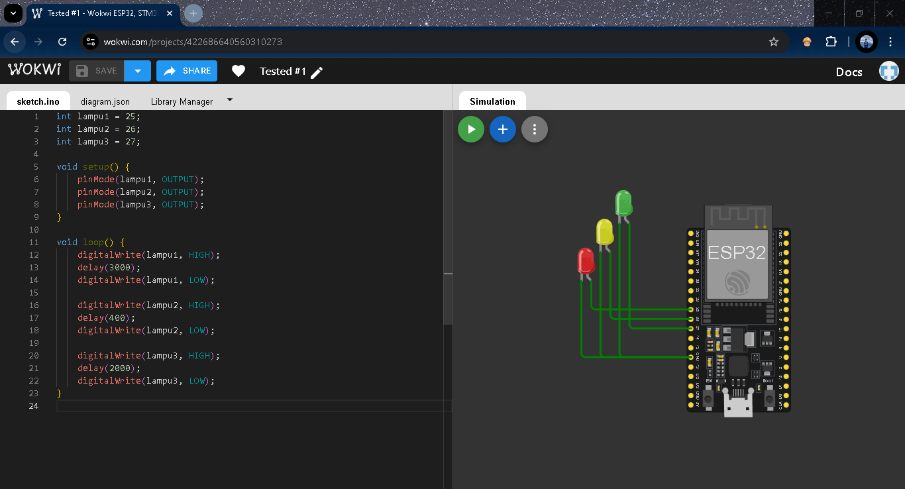 Tested #1 - Wokwi ESP32, STM3
wokwi.com/projects/422686640560310273
WOKWI SAVE SHARE Tested #1 Docs
sketch.ino diagram.json Library Manager
Simulation
1 int lampu1 = 25;
2 int lampu2 = 26;
3 int lampu3 = 27;
4
5 void setup() {
6 pinMode(lampu1, OUTPUT);
7 pinMode(lampu2, OUTPUT);
8 pinMode(lampu3, OUTPUT);
9 }
10
11 void loop() {
12 digitalWrite(lampu1, HIGH);
13 delay(3000);
14 digitalWrite(lampu1, LOW);
15
16 digitalWrite(lampu2, HIGH);
17 delay(400);
18 digitalWrite(lampu2, LOW);
19
20 digitalWrite(lampu3, HIGH);
21 delay(2000);
22 digitalWrite(lampu3, LOW);
23 }
24
ESP32
EN
Boot